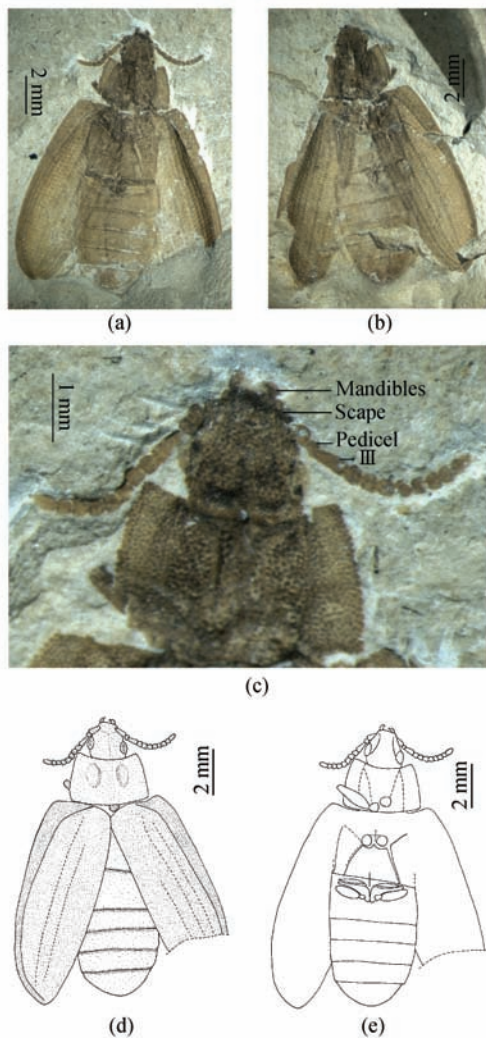 2 mm
2 mm
(a)
(b)
1 mm
Mandibles
Scape
Pedicel
III
(c)
2 mm
2 mm
(d)
(e)